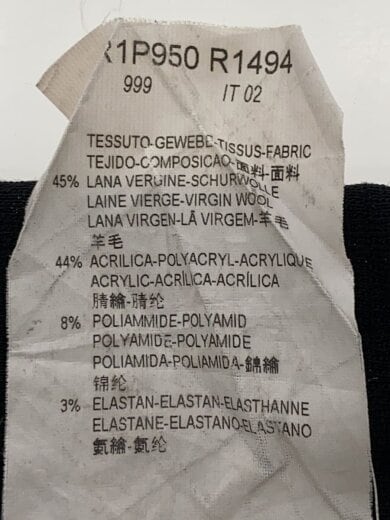 R1P950 R1494
999 IT 02
TESSUTO-GEWEBE-TISSUS-FABRIC
TEJIDO-COMPOSICAO-面料-面料
45% LANA VERGINE-SCHURWOLLE
LAINE VIERGE-VIRGIN WOOL
LANA VIRGEN-LÃ VIRGEM-羊毛
羊毛
44% ACRILICA-POLYACRYL-ACRYLIQUE
ACRYLIC-ACRÍLICA-ACRÍLICA
腈綸-腈纶
8% POLIAMMIDE-POLYAMID
POLYAMIDE-POLYAMIDE
POLIAMIDA-POLIAMIDA-錦綸
锦纶
3% ELASTAN-ELASTAN-ELASTHANNE
ELASTANE-ELASTANO-ELASTANO
氨綸-氨纶